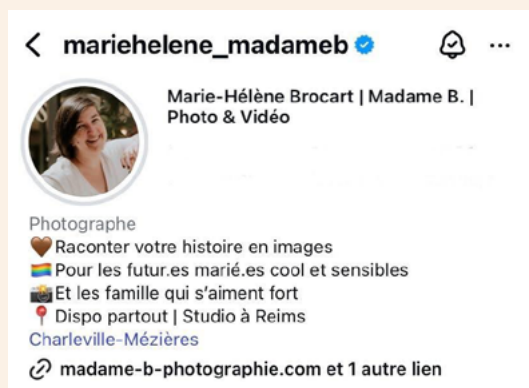 mariehelene_madameb
Marie-Hélène Brocart | Madame B. |
Photo & Vidéo
Photographe
🤎Raconter votre histoire en images
🏳️‍🌈Pour les futur.es marié.es cool et sensibles
📸Et les famille qui s'aiment fort
📍Dispo partout | Studio à Reims
Charleville-Mézières
madame-b-photographie.com et 1 autre lien